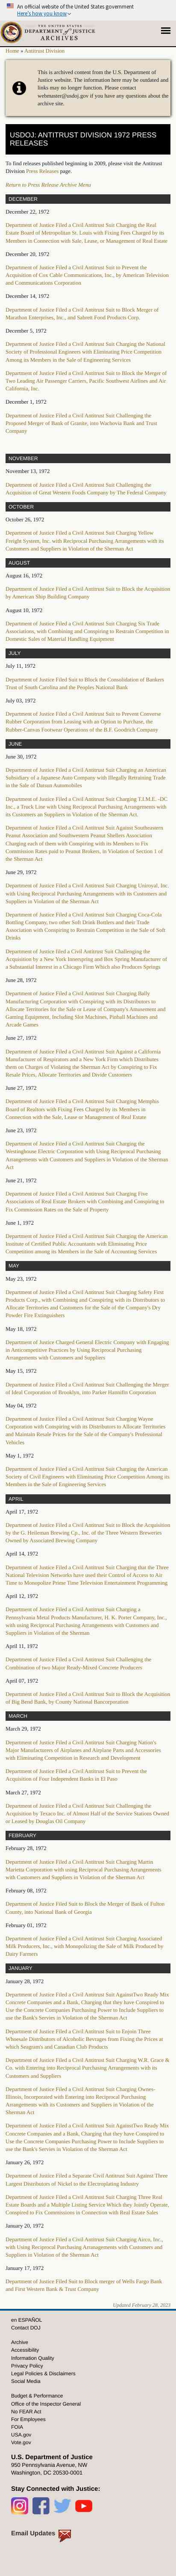 An official website of the United States government
Here's how you know
THE UNITED STATES
DEPARTMENT of JUSTICE
ARCHIVES
Home » Antitrust Division
This is archived content from the U.S. Department of
Justice website. The information here may be outdated and
links may no longer function. Please contact
webmaster@usdoj.gov if you have any questions about the
archive site.
USDOJ: ANTITRUST DIVISION 1972 PRESS
RELEASES
To find releases published beginning in 2009, please visit the Antitrust
Division Press Releases page.
Return to Press Release Archive Menu
DECEMBER
December 22, 1972
Department of Justice Filed a Civil Antitrust Suit Charging the Real
Estate Board of Metropolitan St. Louis with Fixing Fees Charged by its
Members in Connection with Sale, Lease, or Management of Real Estate
December 20, 1972
Department of Justice Filed a Civil Antitrust Suit to Prevent the
Acquisition of Cox Cable Communications, Inc., by American Television
and Communications Corporation
December 14, 1972
Department of Justice Filed a Civil Antitrust Suit to Block Merger of
Marathon Enterprises, Inc., and Sabrett Food Products Corp.
December 5, 1972
Department of Justice Filed a Civil Antitrust Suit Charging the National
Society of Professional Engineers with Eliminating Price Competition
Among its Members in the Sale of Engineering Services
Department of Justice Filed a Civil Antitrust Suit to Block the Merger of
Two Leading Air Passenger Carriers, Pacific Southwest Airlines and Air
California, Inc.
December 1, 1972
Department of Justice Filed a Civil Antitrust Suit Challenging the
Proposed Merger of Bank of Granite, into Wachovia Bank and Trust
Company
NOVEMBER
November 13, 1972
Department of Justice Filed a Civil Antitrust Suit Challenging the
Acquisition of Great Western Foods Company by The Federal Company
OCTOBER
October 26, 1972
Department of Justice Filed a Civil Antitrust Suit Charging Yellow
Freight System, Inc. with Reciprocal Purchasing Arrangements with its
Customers and Suppliers in Violation of the Sherman Act
AUGUST
August 16, 1972
Department of Justice Filed a Civil Antitrust Suit to Block the Acquisition
by American Ship Building Company
August 10, 1972
Department of Justice Filed a Civil Antitrust Suit Charging Six Trade
Associations, with Combining and Conspiring to Restrain Competition in
Domestic Sales of Material Handling Equipment
JULY
July 11, 1972
Department of Justice Filed Suit to Block the Consolidation of Bankers
Trust of South Carolina and the Peoples National Bank
July 03, 1972
Department of Justice Filed a Civil Antitrust Suit to Prevent Converse
Rubber Corporation from Leasing with an Option to Purchase, the
Rubber-Canvas Footwear Operations of the B.F. Goodrich Company
JUNE
June 30, 1972
Department of Justice Filed a Civil Antitrust Suit Charging an American
Subsidiary of a Japanese Auto Company with Illegally Restraining Trade
in the Sale of Datsun Automobiles
Department of Justice Filed a Civil Antitrust Suit Charging T.I.M.E. -DC
Inc., a Truck Line with Using Reciprocal Purchasing Arrangements with
its Customers an Suppliers in Violation of the Sherman Act.
Department of Justice Filed a Civil Antitrust Suit Against Southeastern
Peanut Association and Southwestern Peanut Shellers Association
Charging each of them with Conspiring with its Members to Fix
Commission Rates paid to Peanut Brokers, in Violation of Section 1 of
the Sherman Act
June 29, 1972
Department of Justice Filed a Civil Antitrust Suit Charging Uniroyal, Inc.
with Using Reciprocal Purchasing Arrangements with its Customers and
Suppliers in Violation of the Sherman Act
Department of Justice Filed a Civil Antitrust Suit Charging Coca-Cola
Bottling Company, two other Soft Drink Bottlers and their Trade
Association with Conspiring to Restrain Competition in the Sale of Soft
Drinks
Department of Justice filed a Civil Antitrust Suit Challenging the
Acquisition by a New York Innerspring and Box Spring Manufacturer of
a Substantial Interest in a Chicago Firm Which also Produces Springs
June 28, 1972
Department of Justice Filed a Civil Antitrust Suit Charging Bally
Manufacturing Corporation with Conspiring with its Distributors to
Allocate Territories for the Sale or Lease of Company's Amusement and
Gaming Equipment, Including Slot Machines, Pinball Machines and
Arcade Games
June 27, 1972
Department of Justice Filed a Civil Antitrust Suit Against a California
Manufacturer of Respirators and a New York Firm which Distributes
them on Charges of Violating the Sherman Act by Conspiring to Fix
Resale Prices, Allocate Territories and Divide Customers
June 27, 1972
Department of Justice Filed a Civil Antitrust Suit Charging Memphis
Board of Realtors with Fixing Fees Charged by its Members in
Connection with the Sale, Lease or Management of Real Estate
June 23, 1972
Department of Justice Filed a Civil Antitrust Suit Charging the
Westinghouse Electric Corporation with Using Reciprocal Purchasing
Arrangements with Customers and Suppliers in Violation of the Sherman
Act
June 21, 1972
Department of Justice Filed a Civil Antitrust Suit Charging Five
Associations of Real Estate Brokers with Combining and Conspiring to
Fix Commission Rates on the Sale of Property
June 1, 1972
Department of Justice Filed a Civil Antitrust Suit Charging the American
Institute of Certified Public Accountants with Eliminating Price
Competition among its Members in the Sale of Accounting Services
MAY
May 23, 1972
Department of Justice Filed a Civil Antitrust Suit Charging Safety First
Products Corp., with Combining and Conspiring with its Distributors to
Allocate Territories and Customers for the Sale of the Company's Dry
Powder Fire Extinguishers
May 18, 1972
Department of Justice Charged General Electric Company with Engaging
in Anticompetitive Practices by Using Reciprocal Purchasing
Arrangements with Customers and Suppliers
May 15, 1972
Department of Justice Filed a Civil Antitrust Suit Challenging the Merger
of Ideal Corporation of Brooklyn, into Parker Hannifin Corporation
May 04, 1972
Department of Justice Filed a Civil Antitrust Suit Charging Wayne
Corporation with Conspiring with its Distributors to Allocate Territories
and Maintain Resale Prices for the Sale of the Company's Professional
Vehicles
May 1, 1972
Department of Justice Filed a Civil Antitrust Suit Charging the American
Society of Civil Engineers with Eliminating Price Competition Among its
Members in the Sale of Engineering Services
APRIL
April 17, 1972
Department of Justice Filed a Civil Antitrust Suit to Block the Acquisition
by the G. Heileman Brewing Cp., Inc. of the Three Western Breweries
Owned by Associated Brewing Company
April 14, 1972
Department of Justice Filed a Civil Antitrust Suit Charging that the Three
National Television Networks have used their Control of Access to Air
Time to Monopolize Prime Time Television Entertainment Programming
April 12, 1972
Department of Justice Filed a Civil Antitrust Suit Charging a
Pennsylvania Metal Products Manufacturer, H. K. Porter Company, Inc.,
with using Reciprocal Purchasing Arrangements with Customers and
Suppliers in Violation of the Sherman
April 11, 1972
Department of Justice Filed a Civil Antitrust Suit Challenging the
Combination of two Major Ready-Mixed Concrete Producers
April 07, 1972
Department of Justice Filed a Civil Antitrust Suit to Block the Acquisition
of Big Bend Bank, by County National Bancorporation
MARCH
March 29, 1972
Department of Justice Filed a Civil Antitrust Suit Charging Nation's
Major Manufacturers of Airplanes and Airplane Parts and Accessories
with Eliminating Competition in Research and Development
Department of Justice Filed a Civil Antitrust Suit to Prevent the
Acquisition of Four Independent Banks in El Paso
March 27, 1972
Department of Justice Filed a Civil Antitrust Suit Challenging the
Acquisition by Texaco Inc. of Almost Half of the Service Stations Owned
or Leased by Douglas Oil Company
FEBRUARY
February 28, 1972
Department of Justice Filed a Civil Antitrust Suit Charging Martin
Marietta Corporation with using Reciprocal Purchasing Arrangements
with Customers and Suppliers in Violation of the Sherman Act
February 08, 1972
Department of Justice Filed Suit to Block the Merger of Bank of Fulton
County, into National Bank of Georgia
February 01, 1972
Department of Justice Filed a Civil Antitrust Suit Charging Associated
Milk Producers, Inc., with Monopolizing the Sale of Milk Produced by
Dairy Farmers
JANUARY
January 28, 1972
Department of Justice Filed a Civil Antitrust Suit AgainstTwo Ready Mix
Concrete Companies and a Bank, Charging that they have Conspired to
Use the Concrete Companies Purchasing Power to Include Suppliers to
use the Bank's Servies in Violation of the Sherman Act
Department of Justice Filed a Civil Antitrust Suit to Enjoin Three
Wholesale Distributors of Alcoholic Bevrages from Fixing the Prices at
which Seagram's and Canadian Club Products
Department of Justice Filed a Civil Antitrust Suit Charging W.R. Grace &
Co. with Entering into Reciprocal Purchasing Arrangements with its
Customers and Suppliers
Department of Justice Filed a Civil Antitrust Suit Charging Owens-
Illinois, Incorporated with Entering into Reciprocal Purchasing
Arrangements with its Customers and Suppliers in Violation of the
Sherman Act
Department of Justice Filed a Civil Antitrust Suit AgainstTwo Ready Mix
Concrete Companies and a Bank, Charging that they have Conspired to
Use the Concrete Companies Purchasing Power to Include Suppliers to
use the Bank's Servies in Violation of the Sherman Act
January 26, 1972
Department of Justice Filed a Separate Civil Antitrust Suit Against Three
Largest Distributors of Nickel to the Electroplating Industry
Department of Justice Filed a Civil Antitrust Suit Charging Three Real
Estate Boards and a Multiple Listing Service Which they Jointly Operate,
Conspired to Fix Commissions in Connection with Real Estate Sales
January 20, 1972
Department of Justice Filed a Civil Antitrust Suit Charging Airco, Inc.,
with Using Reciprocal Purchasing Arranagements with Customers and
Suppliers in Violation of the Sherman Act
January 17, 1972
Department of Justice Filed Suit to Block merger of Wells Fargo Bank
and First Western Bank & Trust Company
Updated February 28, 2023
en ESPAÑOL
Contact DOJ
Archive
Accessibility
Information Quality
Privacy Policy
Legal Policies & Disclaimers
Social Media
Budget & Performance
Office of the Inspector General
No FEAR Act
For Employees
FOIA
USA.gov
Vote.gov
U.S. Department of Justice
950 Pennsylvania Avenue, NW
Washington, DC 20530-0001
Stay Connected with Justice:
Email Updates